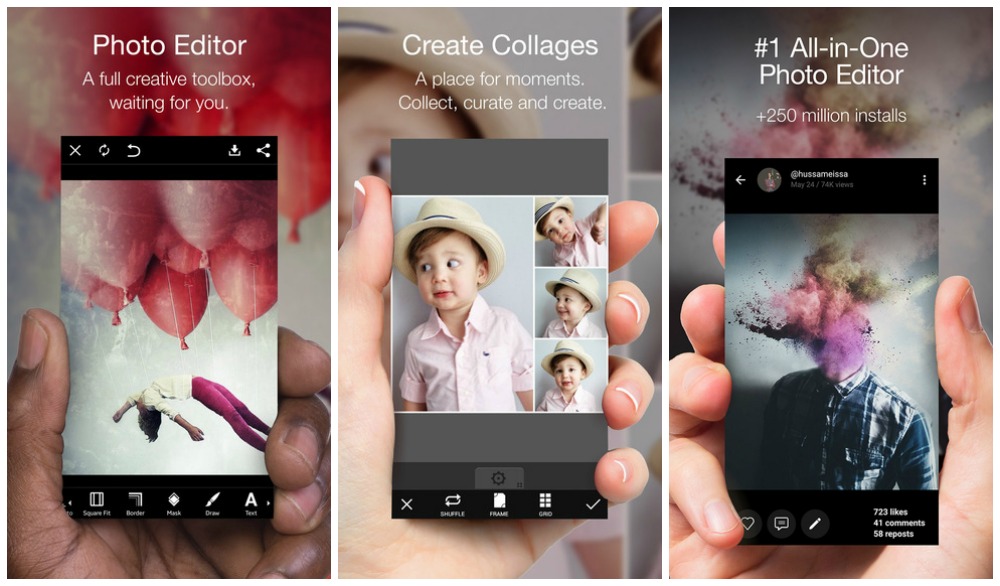 Photo Editor
A full creative toolbox,
waiting for you.
Square Fit
Border
Mask
Draw
A
Text
Create Collages
A place for moments.
Collect, curate and create.
SHUFFLE
FRAME
GRID
#1 All-in-One
Photo Editor
+250 million installs
@hussameissa
May 24 / 74K views
723 likes
41 comments
58 reposts